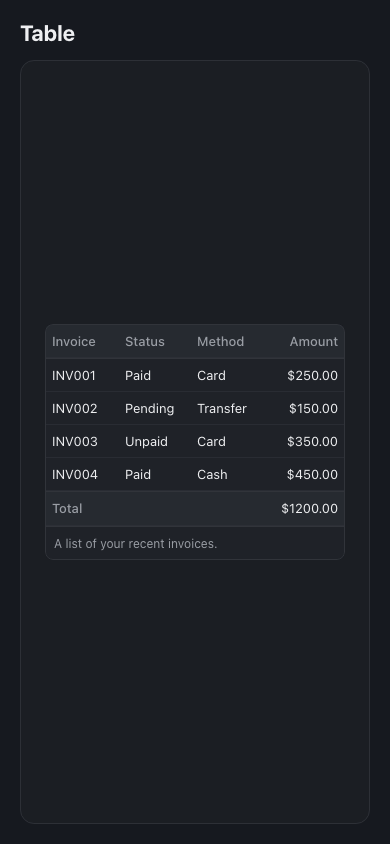 Table
Invoice Status Method Amount
INV001 Paid Card $250.00
INV002 Pending Transfer $150.00
INV003 Unpaid Card $350.00
INV004 Paid Cash $450.00
Total $1200.00
A list of your recent invoices.